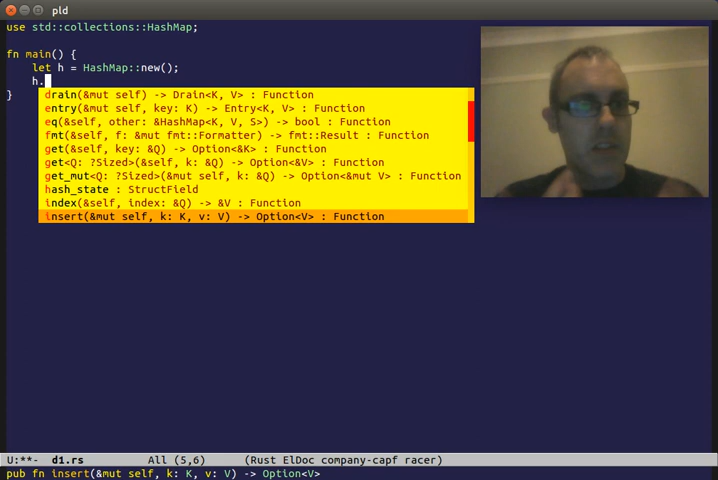 pld
use std::collections::HashMap;
fn main() {
let h = HashMap::new();
h.
}
drain(&mut self) -> Drain<K, V> : Function
entry(&mut self, key: K) -> Entry<K, V> : Function
eq(&self, other: &HashMap<K, V, S>) -> bool : Function
fmt(&self, f: &mut fmt::Formatter) -> fmt::Result : Function
get(&self, key: &Q) -> Option<&K> : Function
get<Q: ?Sized>(&self, k: &Q) -> Option<&V> : Function
get_mut<Q: ?Sized>(&mut self, k: &Q) -> Option<&mut V> : Function
hash_state : StructField
index(&self, index: &Q) -> &V : Function
insert(&mut self, k: K, v: V) -> Option<V> : Function
U:**- d1.rs All (5,6) (Rust ElDoc company-capf racer)
pub fn insert(&mut self, k: K, v: V) -> Option<V>